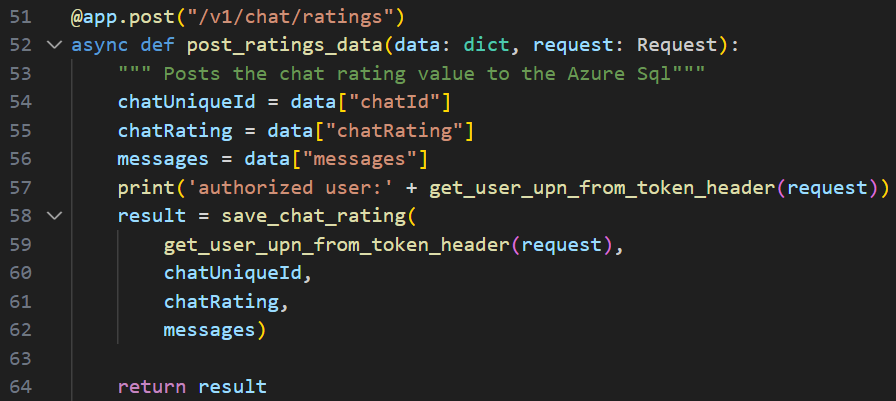 51 @app.post("/v1/chat/ratings")
52 async def post_ratings_data(data: dict, request: Request):
53 """ Posts the chat rating value to the Azure Sql"""
54 chatUniqueId = data["chatId"]
55 chatRating = data["chatRating"]
56 messages = data["messages"]
57 print('authorized user:' + get_user_upn_from_token_header(request))
58 result = save_chat_rating(
59 get_user_upn_from_token_header(request),
60 chatUniqueId,
61 chatRating,
62 messages)
63
64 return result